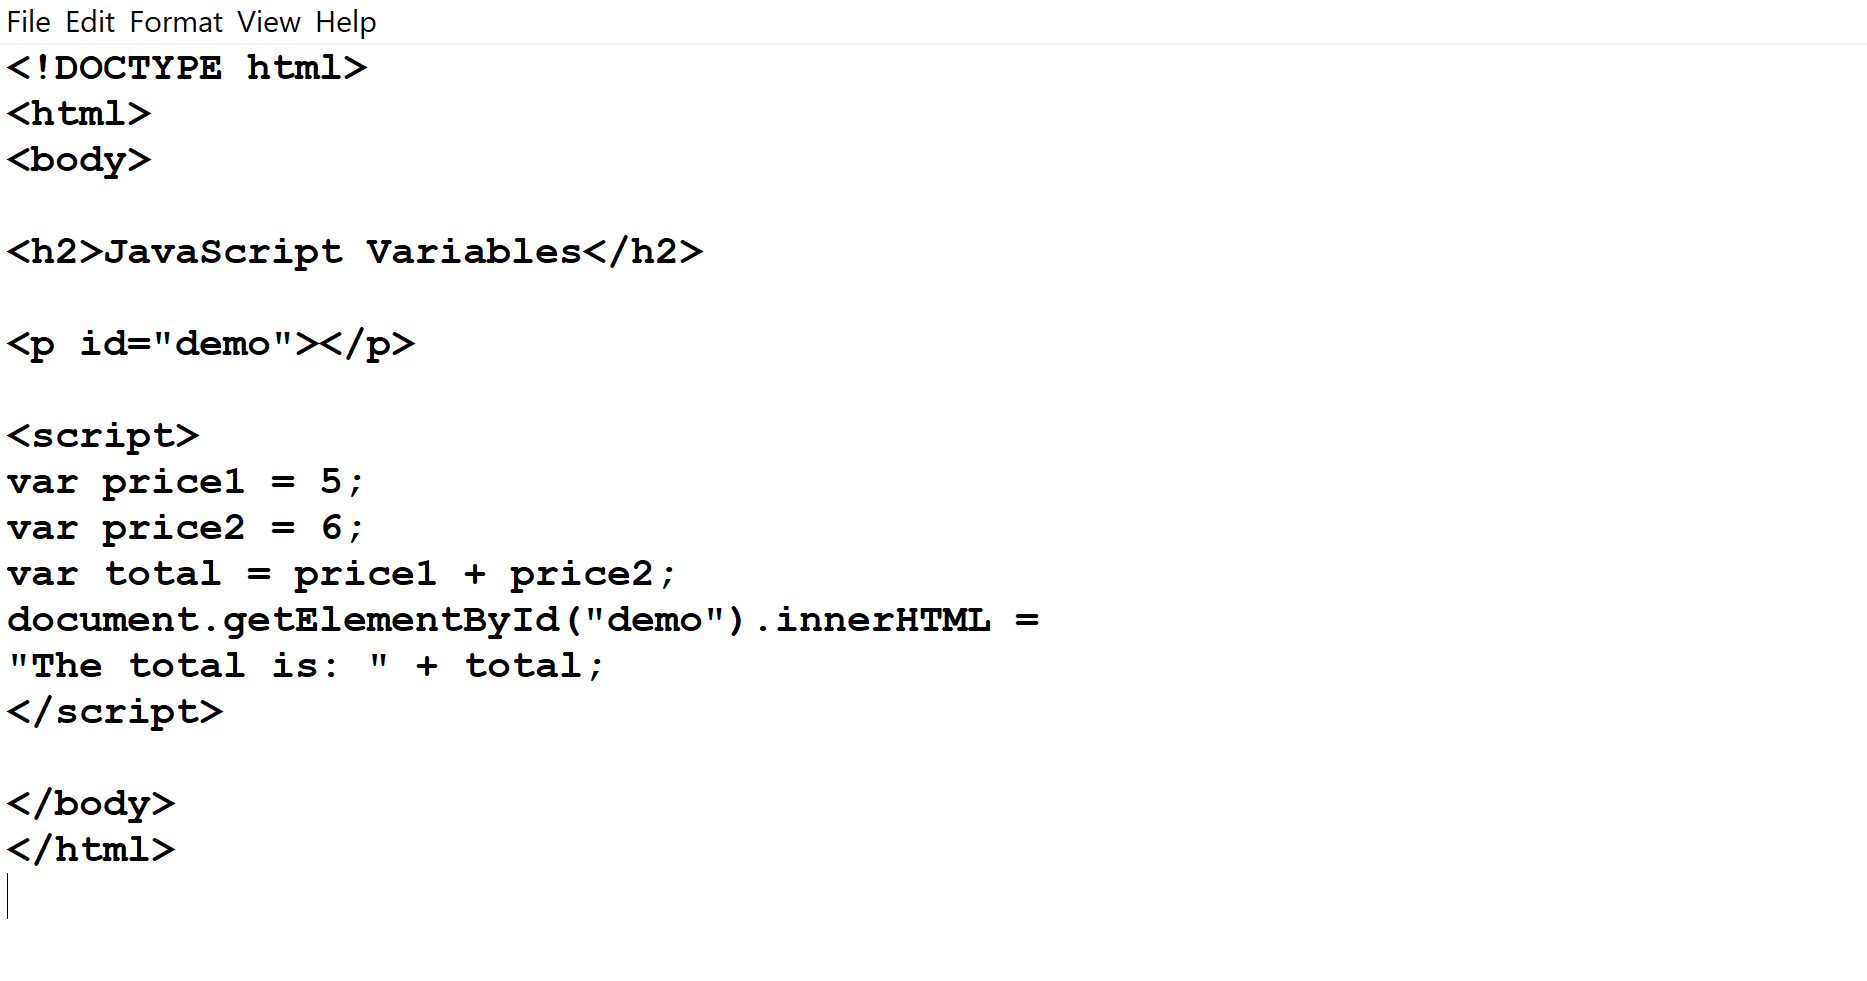 File Edit Format View Help
<!DOCTYPE html>
<html>
<body>
<h2>JavaScript Variables</h2>
<p id="demo"></p>
<script>
var price1 = 5;
var price2 = 6;
var total = price1 + price2;
document.getElementById("demo").innerHTML =
"The total is: " + total;
</script>
</body>
</html>